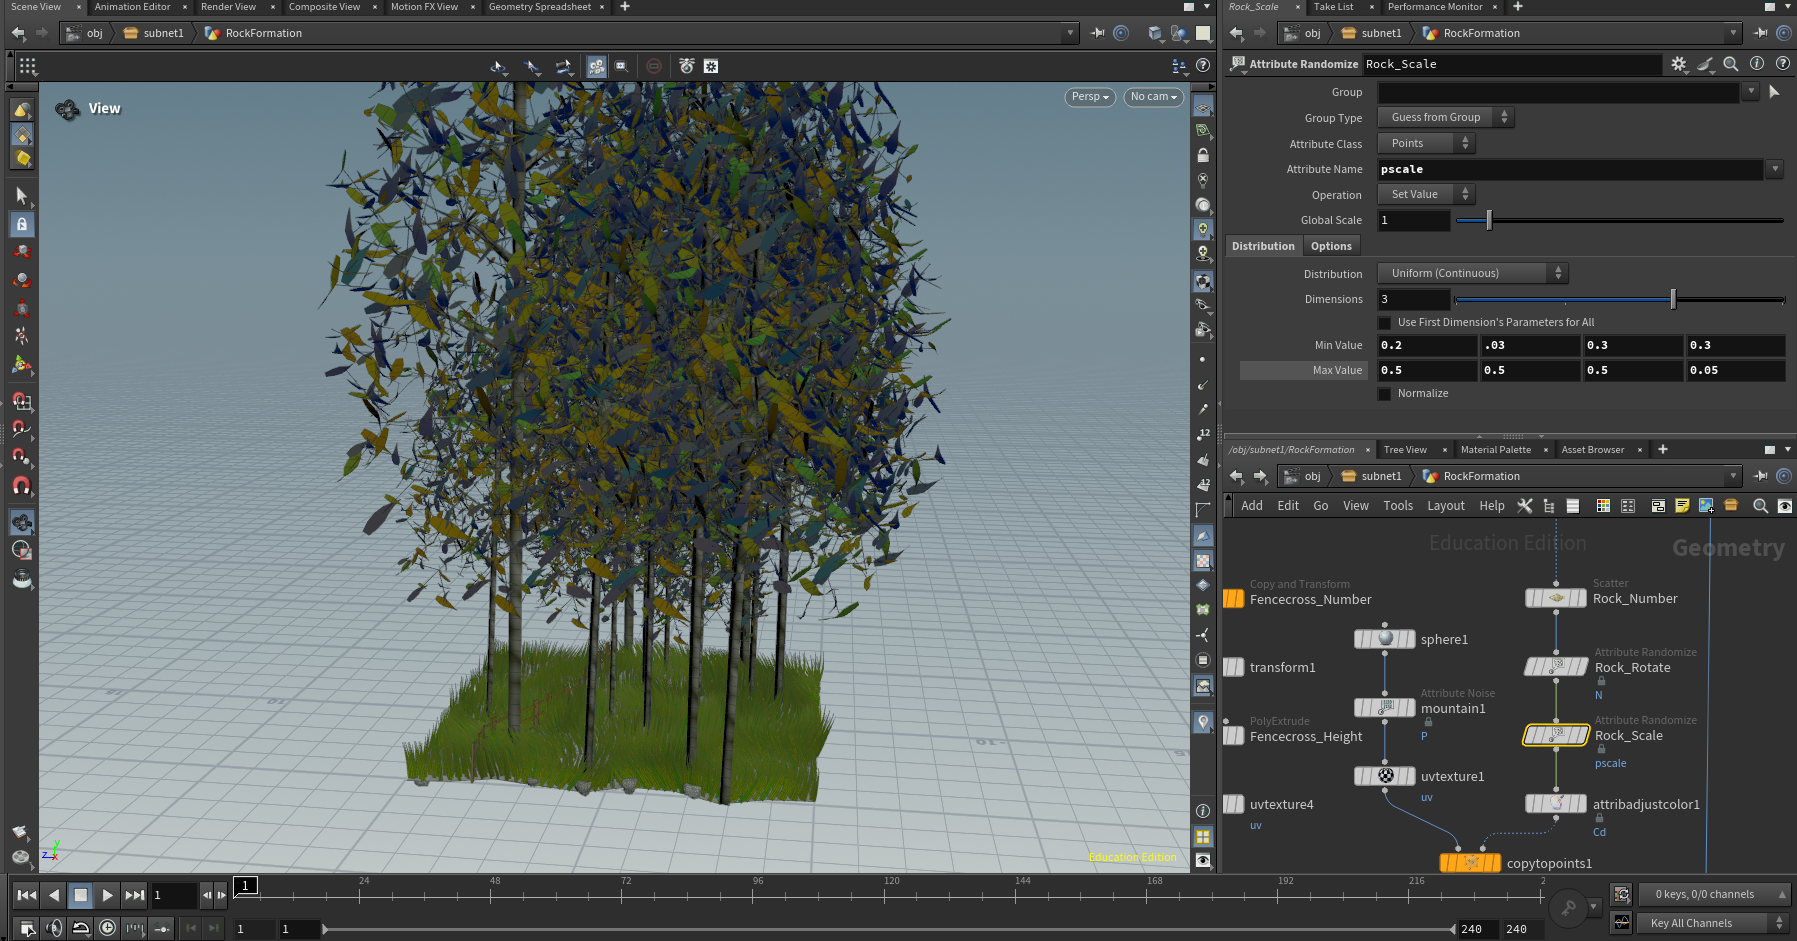 Scene View
Animation Editor
Render View
Composite View
Motion FX View
Geometry Spreadsheet
obj
subnet1
RockFormation
View
Persp
No cam
12
12
Education Edition
Rock_Scale
Take List
Performance Monitor
obj
subnet1
RockFormation
Attribute Randomize
Rock_Scale
Group
Group Type
Guess from Group
Attribute Class
Points
Attribute Name
pscale
Operation
Set Value
Global Scale
1
Distribution
Options
Distribution
Uniform (Continuous)
Dimensions
3
Use First Dimension's Parameters for All
Min Value
0.2
.03
0.3
0.3
Max Value
0.5
0.5
0.5
0.05
Normalize
/obj/subnet1/RockFormation
Tree View
Material Palette
Asset Browser
obj
subnet1
RockFormation
Add
Edit
Go
View
Tools
Layout
Help
Education Edition
Geometry
Copy and Transform
Fencecross_Number
Scatter
Rock_Number
sphere1
transform1
Attribute Randomize
Rock_Rotate
N
Attribute Noise
mountain1
P
PolyExtrude
Fencecross_Height
Attribute Randomize
Rock_Scale
pscale
uvtexture1
uv
uvtexture4
uv
attribadjustcolor1
Cd
copytopoints1
1
1
24
48
72
96
120
144
168
192
216
2
0 keys, 0/0 channels
1
1
240
240
Key All Channels